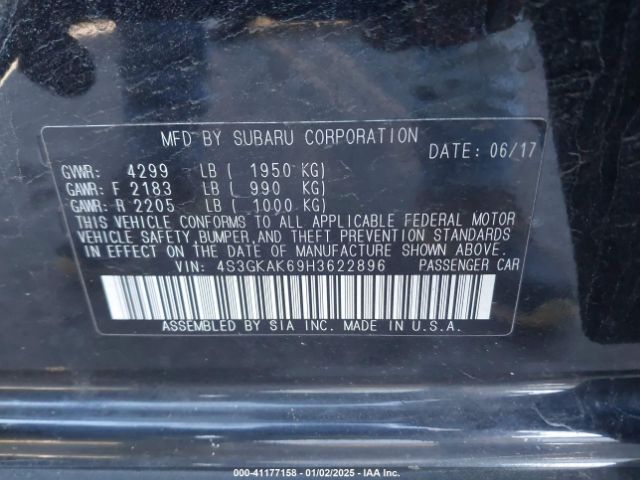 MFD BY SUBARU CORPORATION
DATE: 06/17
GVWR: 4299 LB ( 1950 KG)
GAWR: F 2183 LB ( 990 KG)
GAWR: R 2205 LB ( 1000 KG)
THIS VEHICLE CONFORMS TO ALL APPLICABLE FEDERAL MOTOR
VEHICLE SAFETY, BUMPER, AND THEFT PREVENTION STANDARDS
IN EFFECT ON THE DATE OF MANUFACTURE SHOWN ABOVE.
VIN: 4S3GKAK69H3622896 PASSENGER CAR
ASSEMBLED BY SIA INC. MADE IN U.S.A.
000-41177158 - 01/02/2025 - IAA Inc.